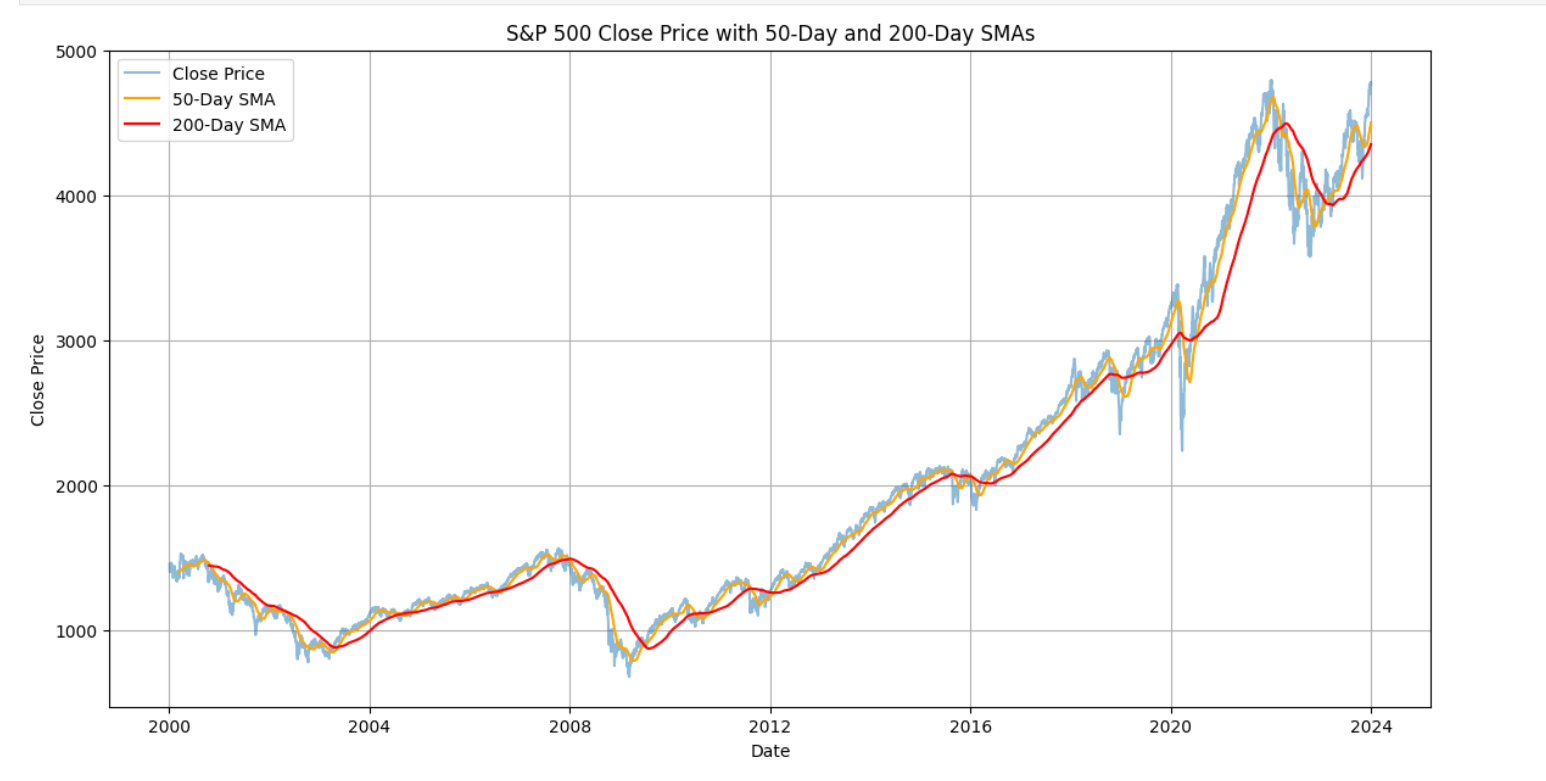 S&P 500 Close Price with 50-Day and 200-Day SMAs
Close Price
50-Day SMA
200-Day SMA
5000
4000
3000
2000
1000
Close Price
2000 2004 2008 2012 2016 2020 2024
Date